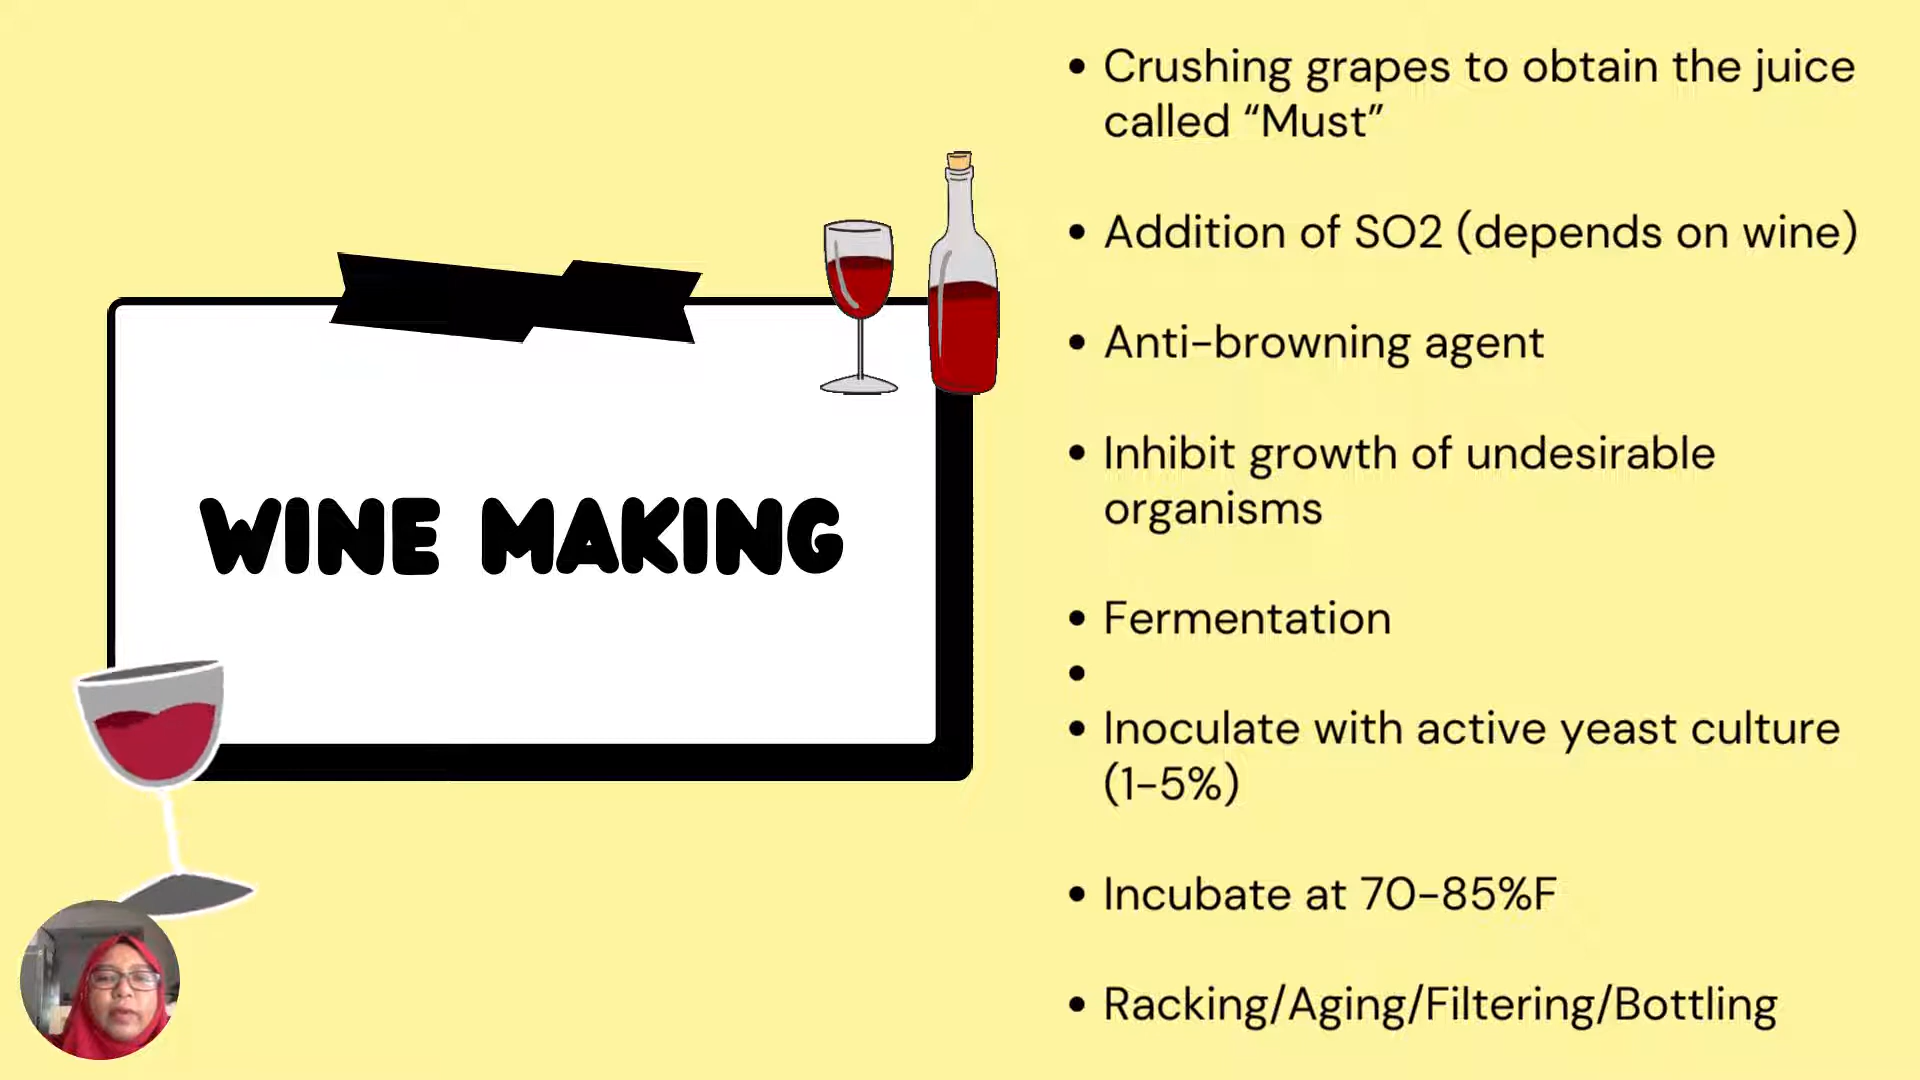 WINE MAKING
• Crushing grapes to obtain the juice
called “Must”
• Addition of SO2 (depends on wine)
• Anti-browning agent
• Inhibit growth of undesirable
organisms
• Fermentation
•
• Inoculate with active yeast culture
(1-5%)
• Incubate at 70-85%F
• Racking/Aging/Filtering/Bottling